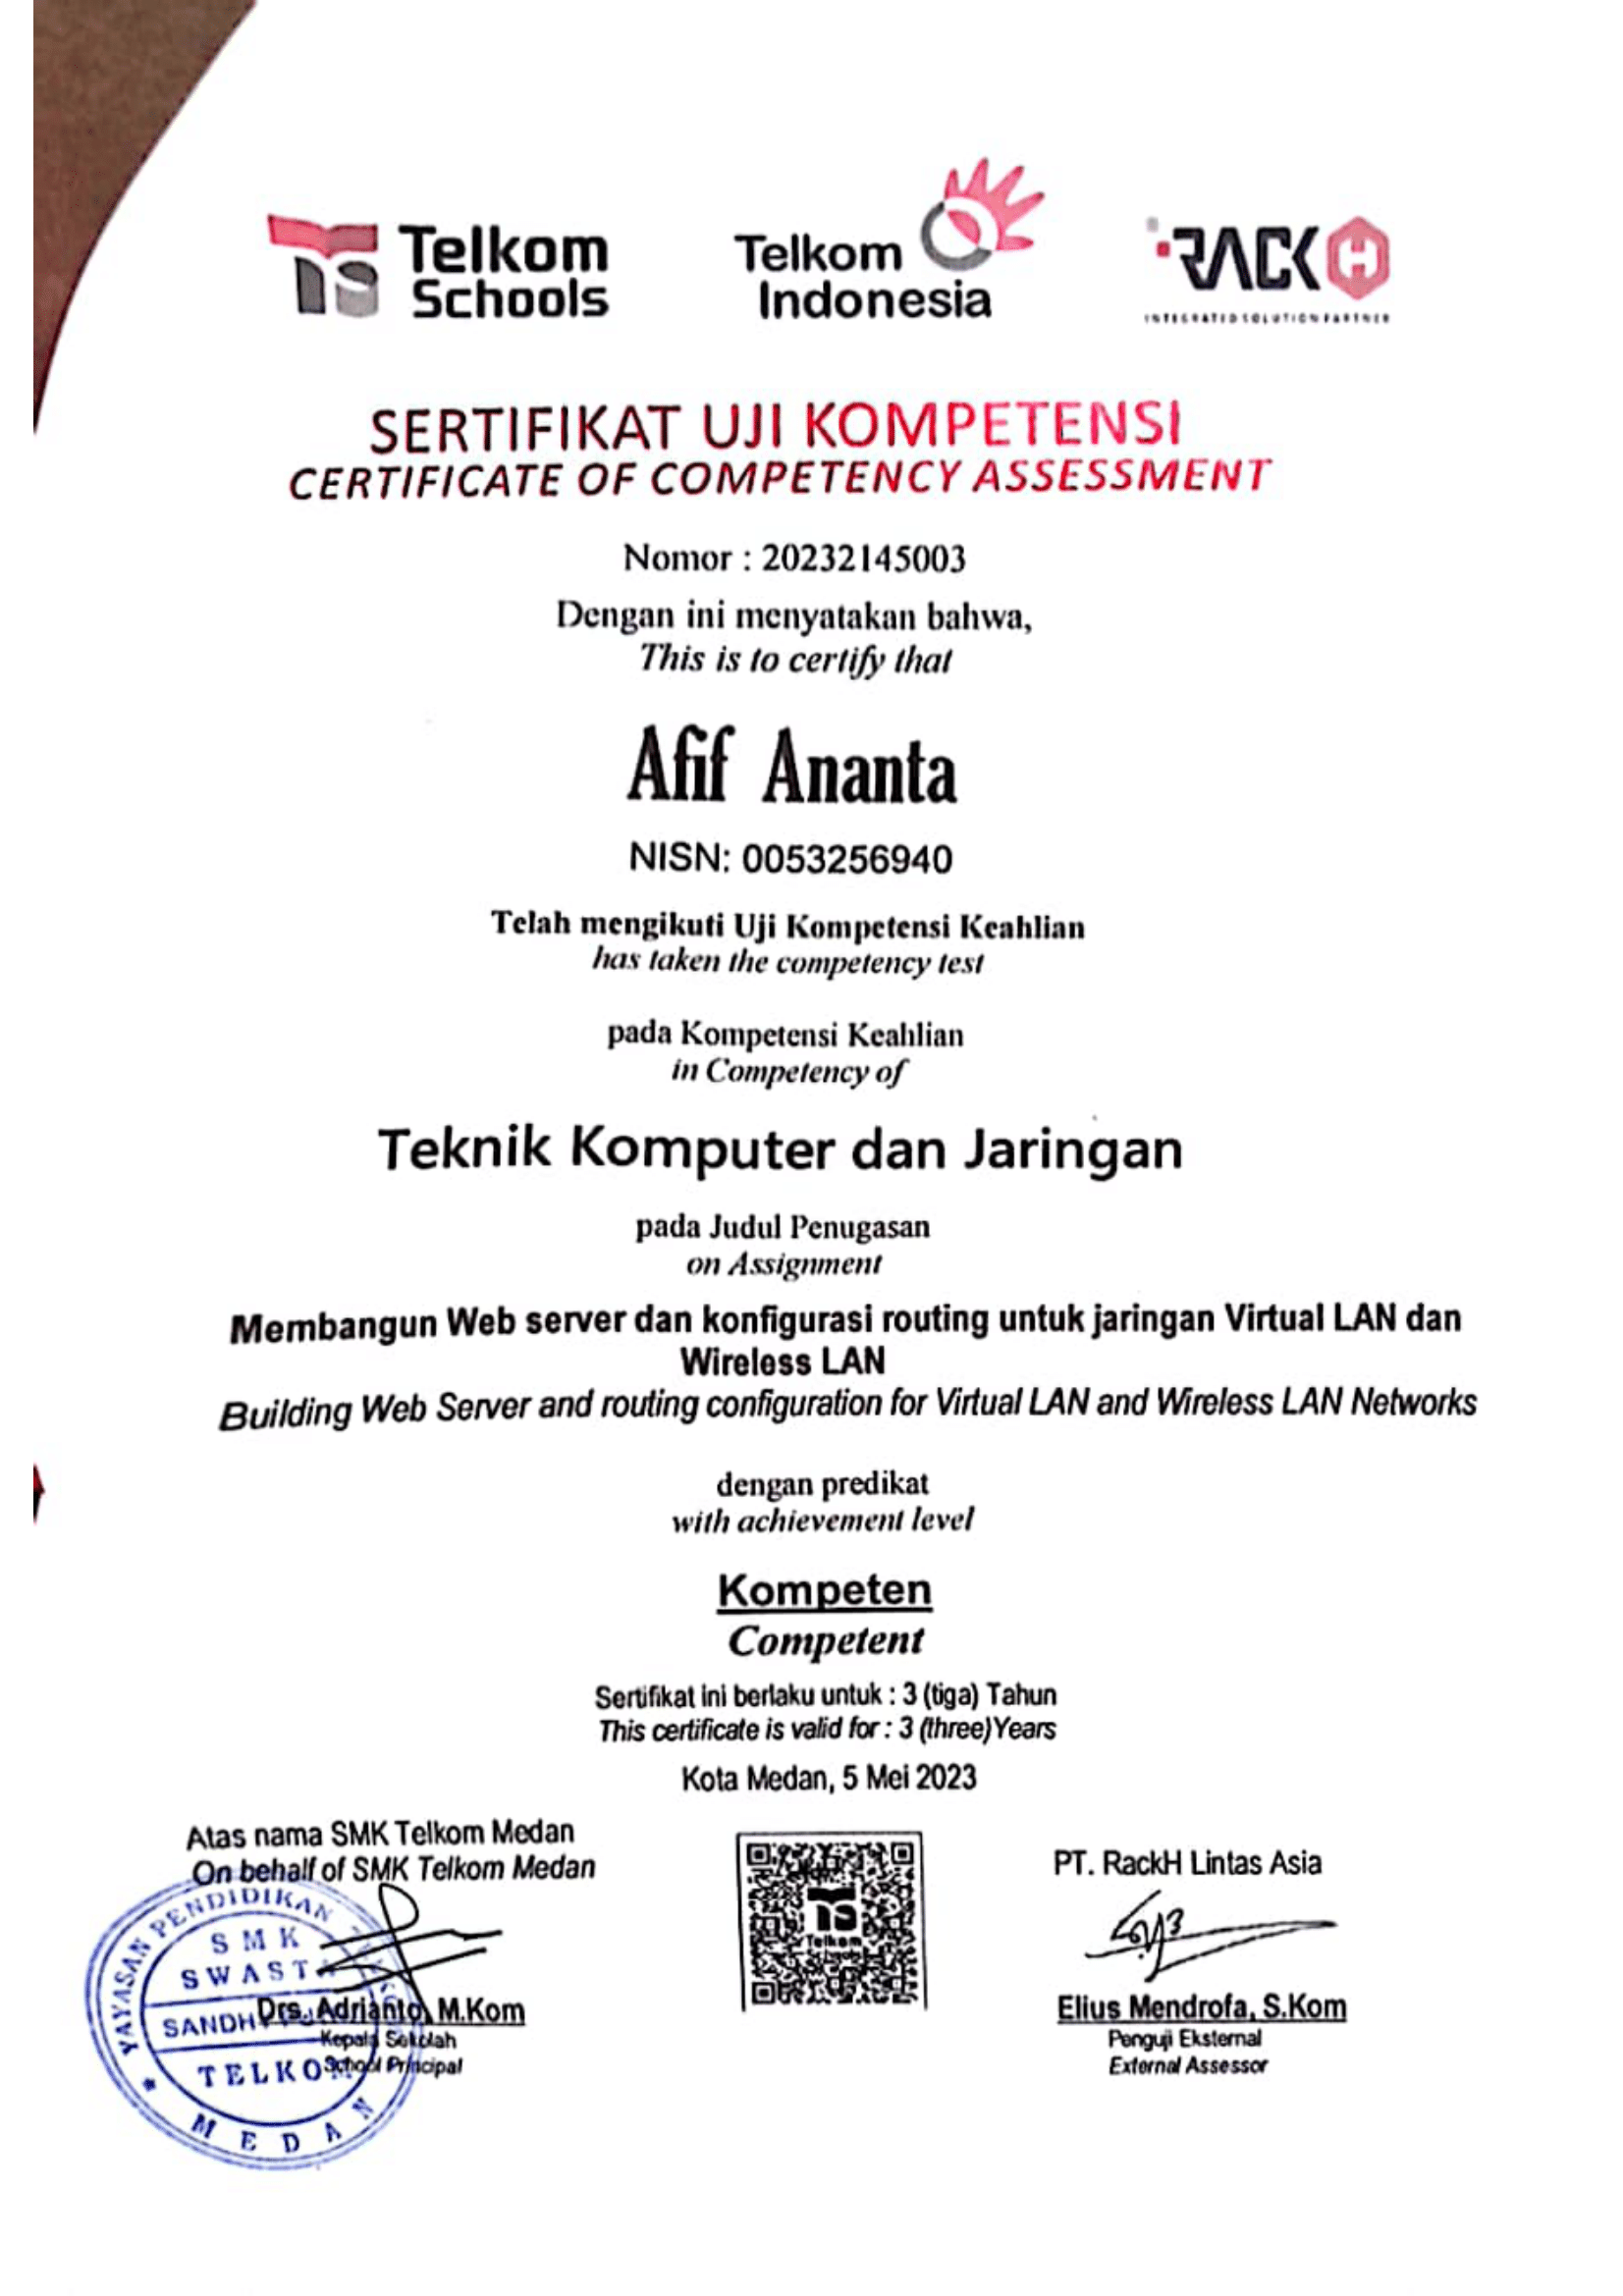 Telkom
Schools
Telkom
Indonesia
RACK H
INTEGRATED SOLUTION PARTNER
SERTIFIKAT UJI KOMPETENSI
CERTIFICATE OF COMPETENCY ASSESSMENT
Nomor : 20232145003
Dengan ini menyatakan bahwa,
This is to certify that
Afif Ananta
NISN: 0053256940
Telah mengikuti Uji Kompetensi Keahlian
has taken the competency test
pada Kompetensi Keahlian
in Competency of
Teknik Komputer dan Jaringan
pada Judul Penugasan
on Assignment
Membangun Web server dan konfigurasi routing untuk jaringan Virtual LAN dan
Wireless LAN
Building Web Server and routing configuration for Virtual LAN and Wireless LAN Networks
dengan predikat
with achievement level
Kompeten
Competent
Sertifikat ini berlaku untuk : 3 (tiga) Tahun
This certificate is valid for : 3 (three)Years
Kota Medan, 5 Mei 2023
Atas nama SMK Telkom Medan
On behalf of SMK Telkom Medan
YAYASAN PENDIDIKAN
SMK
SWASTA
TELKOM
MEDAN
Drs. Adrianto, M.Kom
Kepala Sekolah
School Principal
Telkom
Schools
PT. RackH Lintas Asia
Elius Mendrofa, S.Kom
Penguji Eksternal
External Assessor